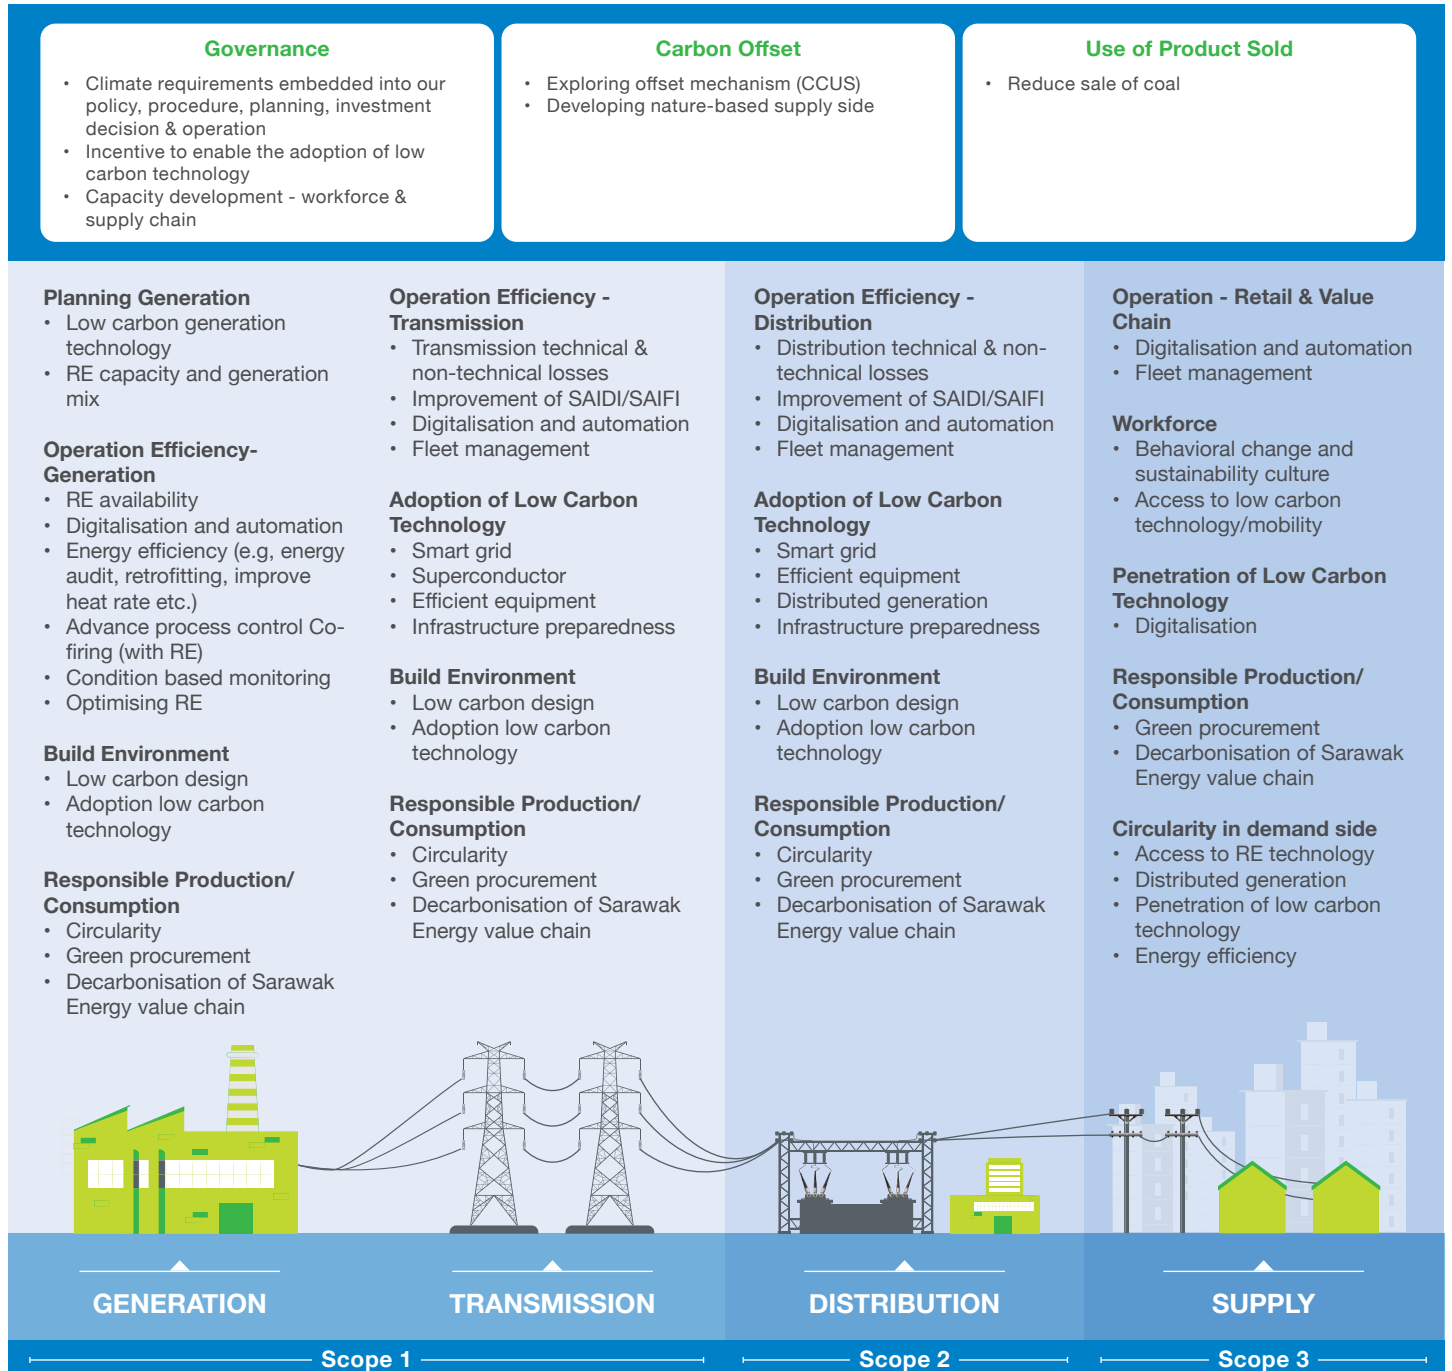 Governance
• Climate requirements embedded into our
policy, procedure, planning, investment
decision & operation
• Incentive to enable the adoption of low
carbon technology
• Capacity development - workforce &
supply chain
Carbon Offset
• Exploring offset mechanism (CCUS)
• Developing nature-based supply side
Use of Product Sold
• Reduce sale of coal
Planning Generation
• Low carbon generation
technology
• RE capacity and generation
mix
Operation Efficiency-
Generation
• RE availability
• Digitalisation and automation
• Energy efficiency (e.g, energy
audit, retrofitting, improve
heat rate etc.)
• Advance process control Co-
firing (with RE)
• Condition based monitoring
• Optimising RE
Build Environment
• Low carbon design
• Adoption low carbon
technology
Responsible Production/
Consumption
• Circularity
• Green procurement
• Decarbonisation of Sarawak
Energy value chain
Operation Efficiency -
Transmission
• Transmission technical &
non-technical losses
• Improvement of SAIDI/SAIFI
• Digitalisation and automation
• Fleet management
Adoption of Low Carbon
Technology
• Smart grid
• Superconductor
• Efficient equipment
• Infrastructure preparedness
Build Environment
• Low carbon design
• Adoption low carbon
technology
Responsible Production/
Consumption
• Circularity
• Green procurement
• Decarbonisation of Sarawak
Energy value chain
Operation Efficiency -
Distribution
• Distribution technical & non-
technical losses
• Improvement of SAIDI/SAIFI
• Digitalisation and automation
• Fleet management
Adoption of Low Carbon
Technology
• Smart grid
• Efficient equipment
• Distributed generation
• Infrastructure preparedness
Build Environment
• Low carbon design
• Adoption low carbon
technology
Responsible Production/
Consumption
• Circularity
• Green procurement
• Decarbonisation of Sarawak
Energy value chain
Operation - Retail & Value
Chain
• Digitalisation and automation
• Fleet management
Workforce
• Behavioral change and
sustainability culture
• Access to low carbon
technology/mobility
Penetration of Low Carbon
Technology
• Digitalisation
Responsible Production/
Consumption
• Green procurement
• Decarbonisation of Sarawak
Energy value chain
Circularity in demand side
• Access to RE technology
• Distributed generation
• Penetration of low carbon
technology
• Energy efficiency
GENERATION
TRANSMISSION
DISTRIBUTION
SUPPLY
Scope 1
Scope 2
Scope 3